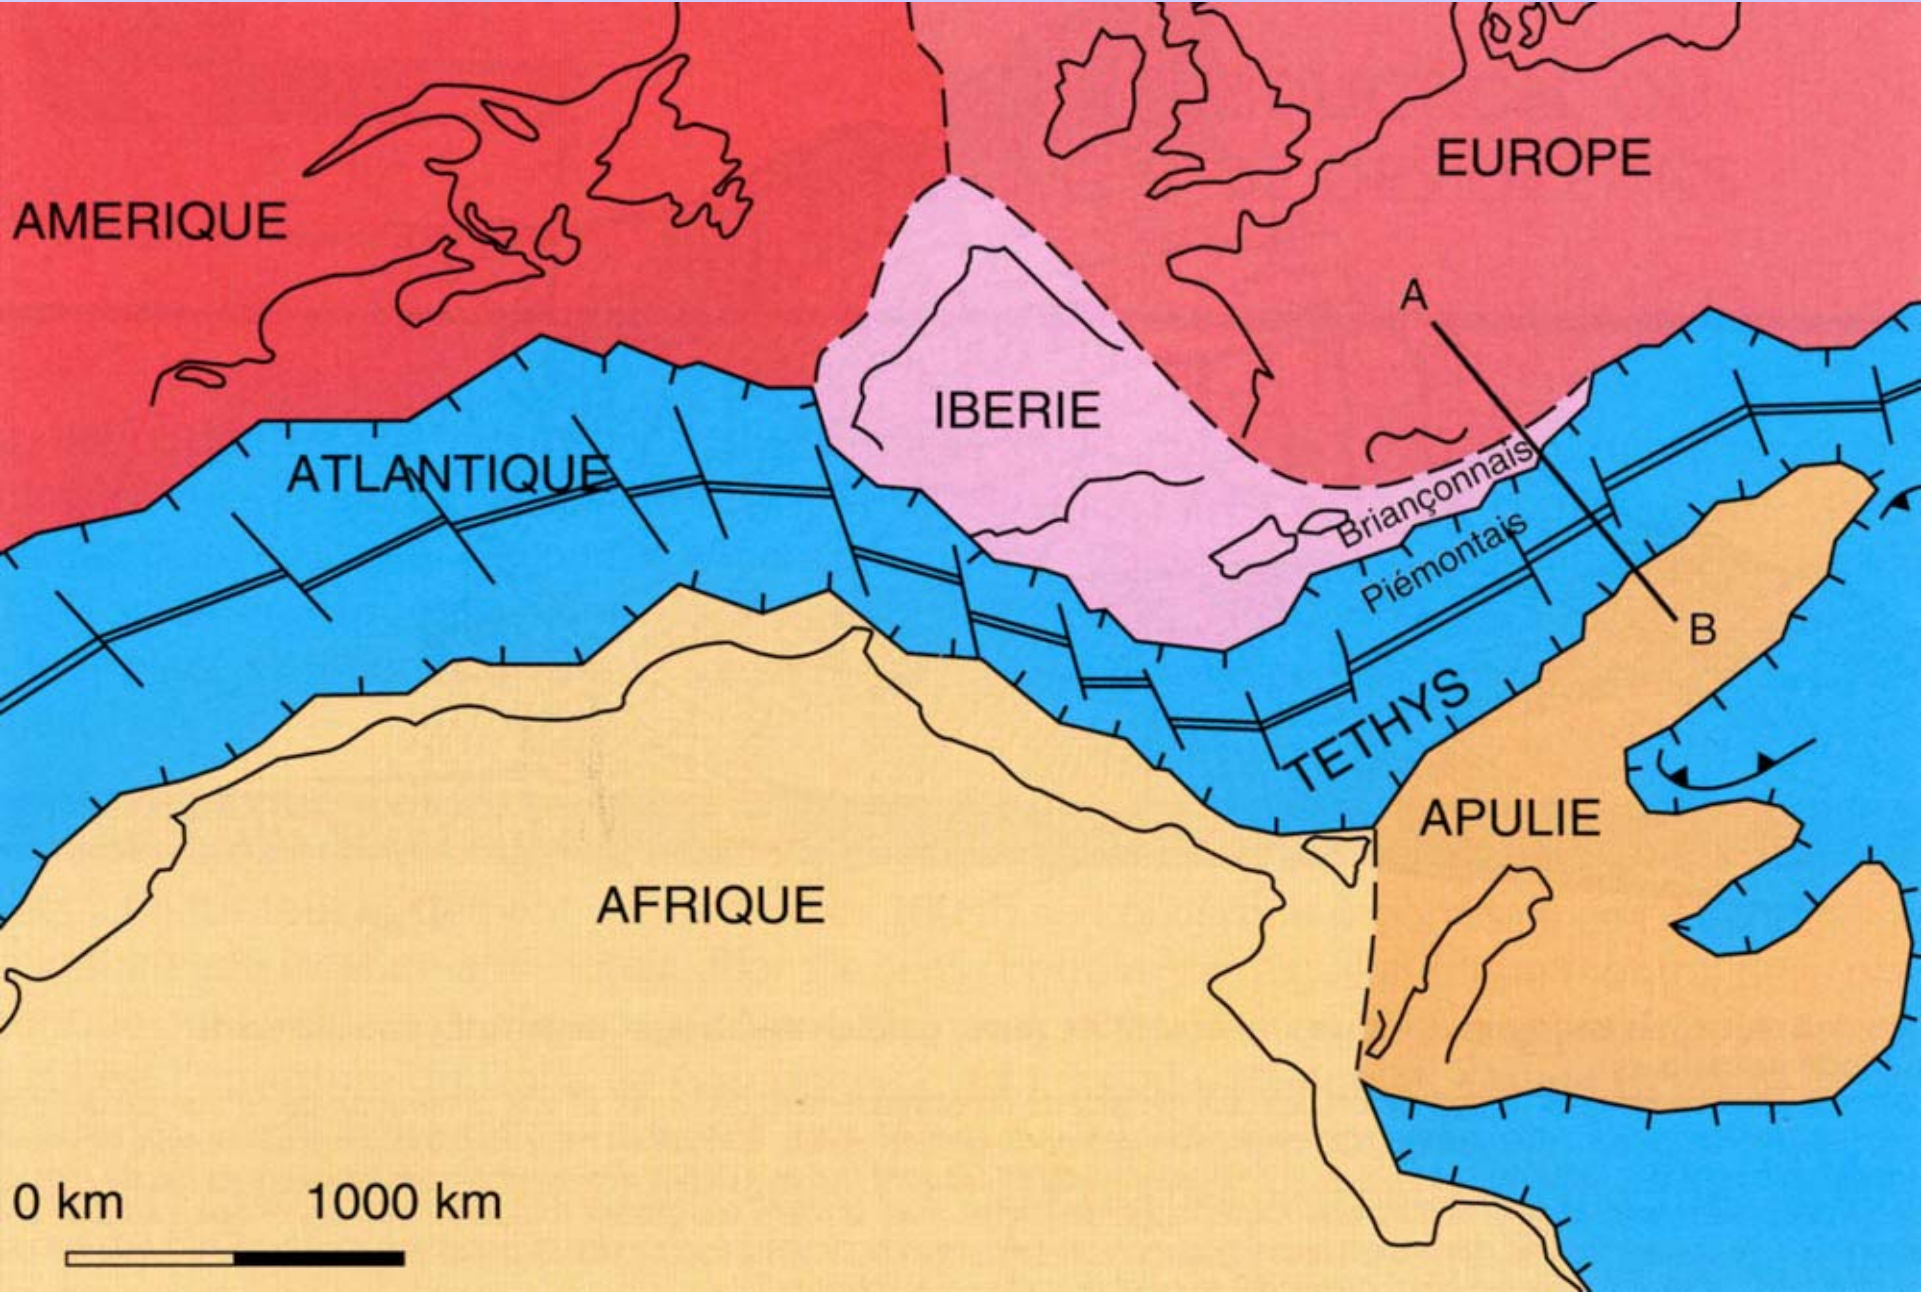 EUROPE
AMERIQUE
A
IBERIE
ATLANTIQUE
Briançonnais
Piémontais
B
TETHYS
APULIE
AFRIQUE
0 km 1000 km